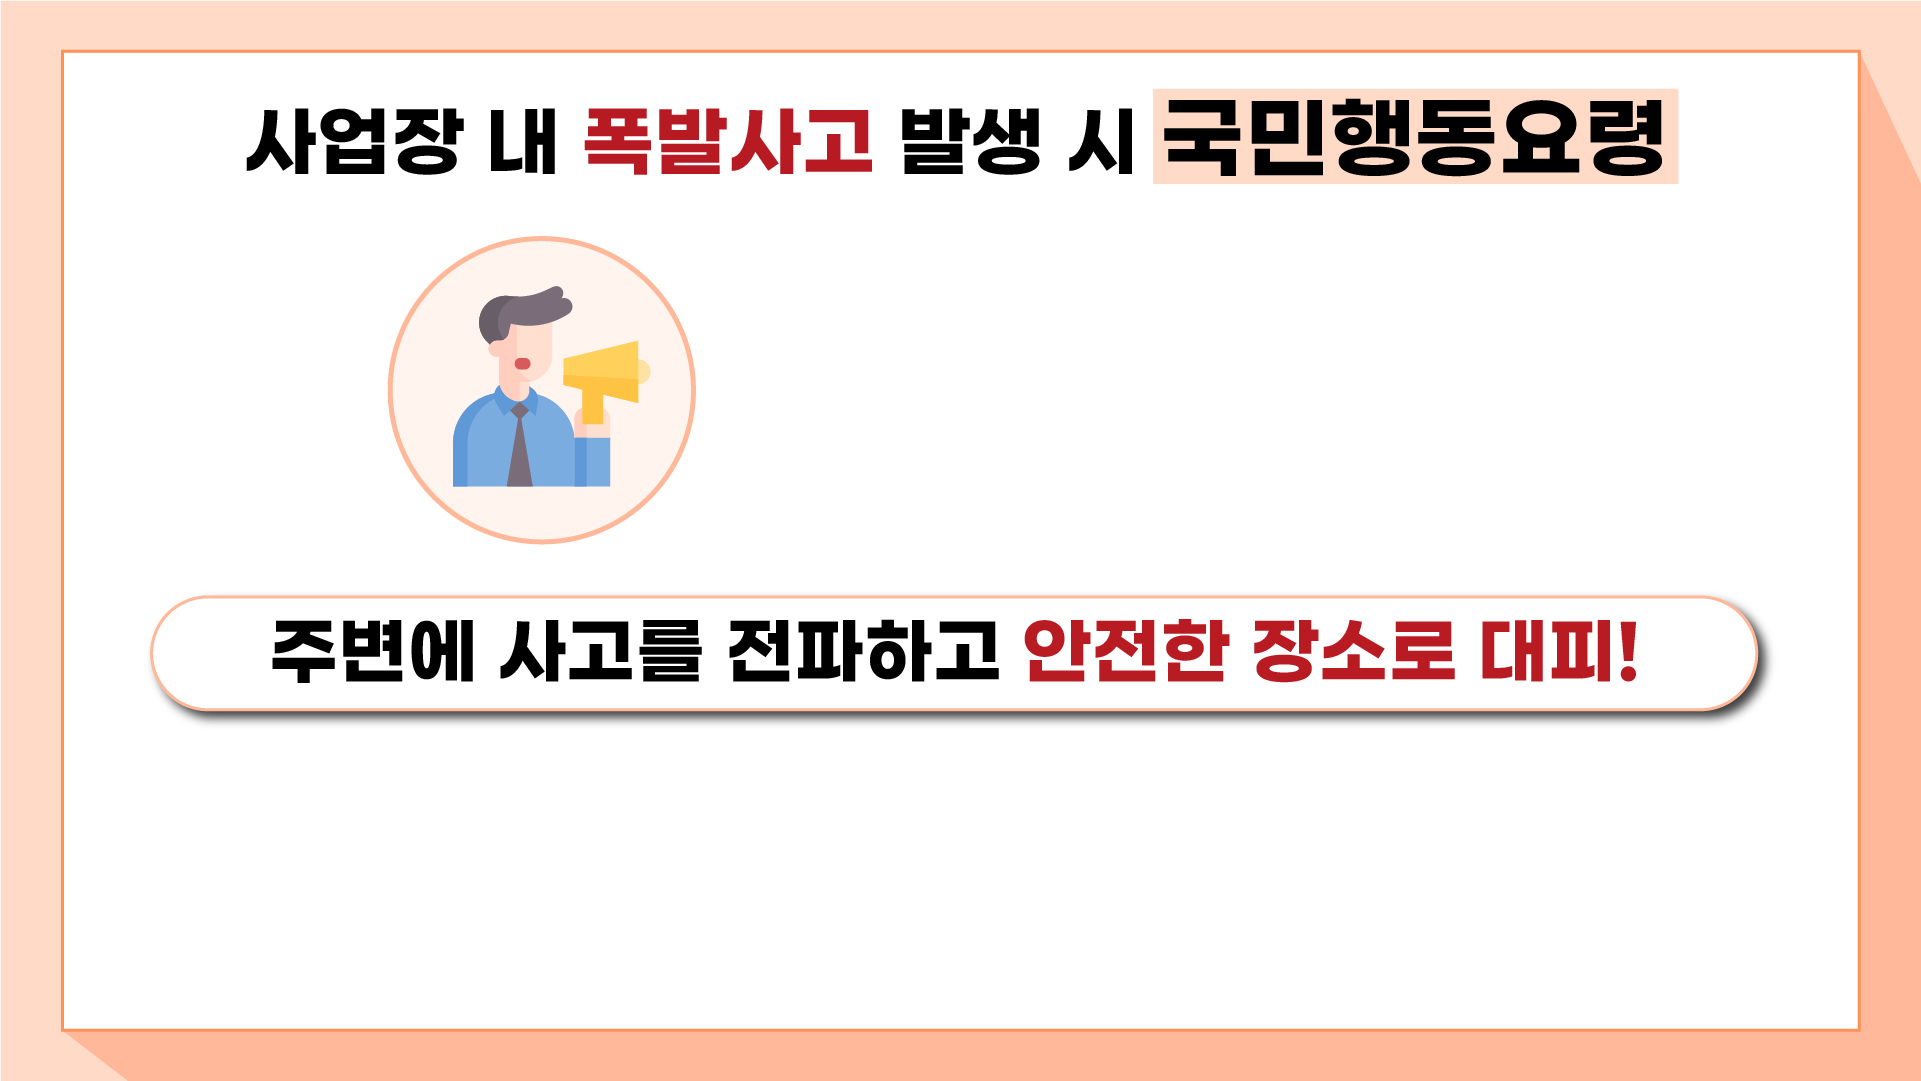 사업장 내 폭발사고 발생 시 국민행동요령
주변에 사고를 전파하고 안전한 장소로 대피!